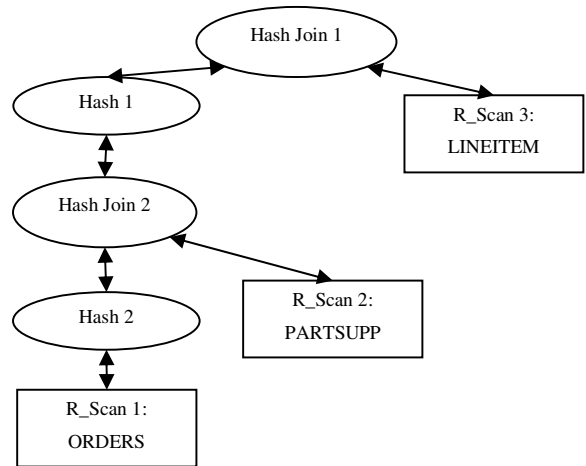 Hash Join 1
Hash 1
R_Scan 3:
LINEITEM
Hash Join 2
R_Scan 2:
PARTSUPP
Hash 2
R_Scan 1:
ORDERS